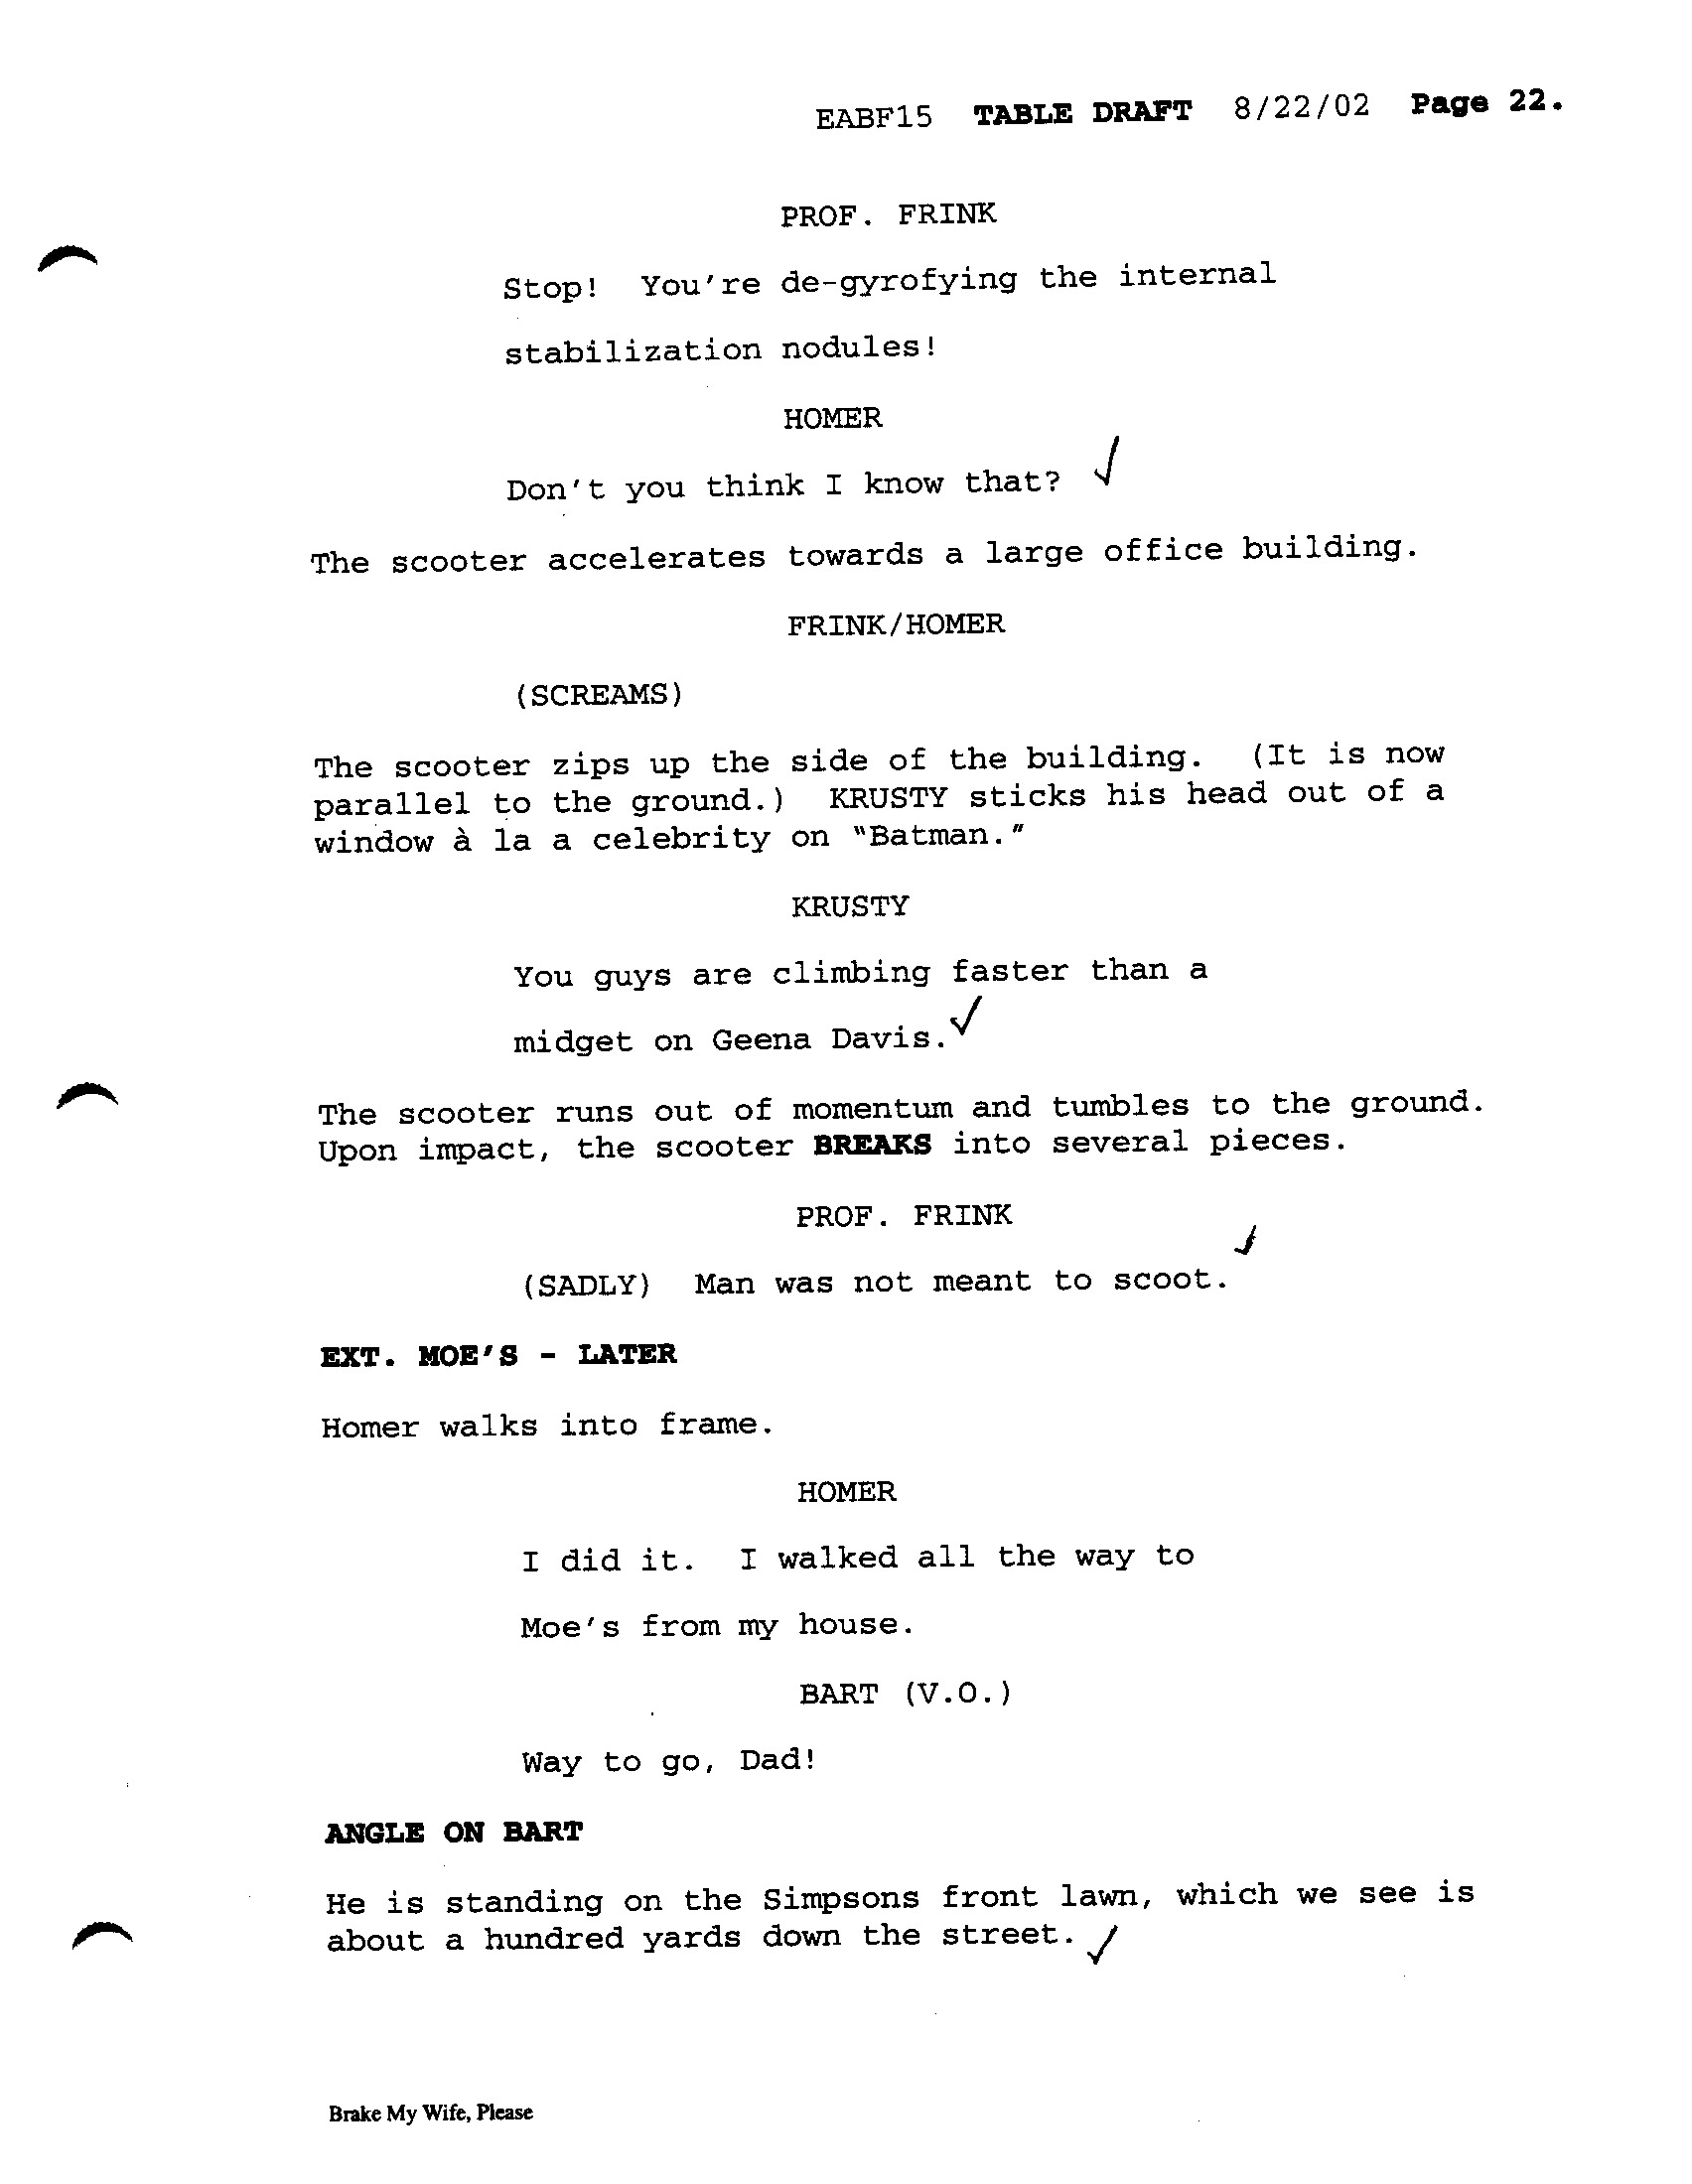 EABF15 TABLE DRAFT 8/22/02 Page 22.
PROF. FRINK
Stop! You're de-gyrofying the internal
stabilization nodules!
HOMER
Don't you think I know that? ✓
The scooter accelerates towards a large office building.
FRINK/HOMER
(SCREAMS)
The scooter zips up the side of the building. (It is now
parallel to the ground.) KRUSTY sticks his head out of a
window à la a celebrity on "Batman."
KRUSTY
You guys are climbing faster than a
midget on Geena Davis. ✓
The scooter runs out of momentum and tumbles to the ground.
Upon impact, the scooter BREAKS into several pieces.
PROF. FRINK
(SADLY) Man was not meant to scoot. ✓
EXT. MOE'S - LATER
Homer walks into frame.
HOMER
I did it. I walked all the way to
Moe's from my house.
BART (V.O.)
Way to go, Dad!
ANGLE ON BART
He is standing on the Simpsons front lawn, which we see is
about a hundred yards down the street. ✓
Brake My Wife, Please